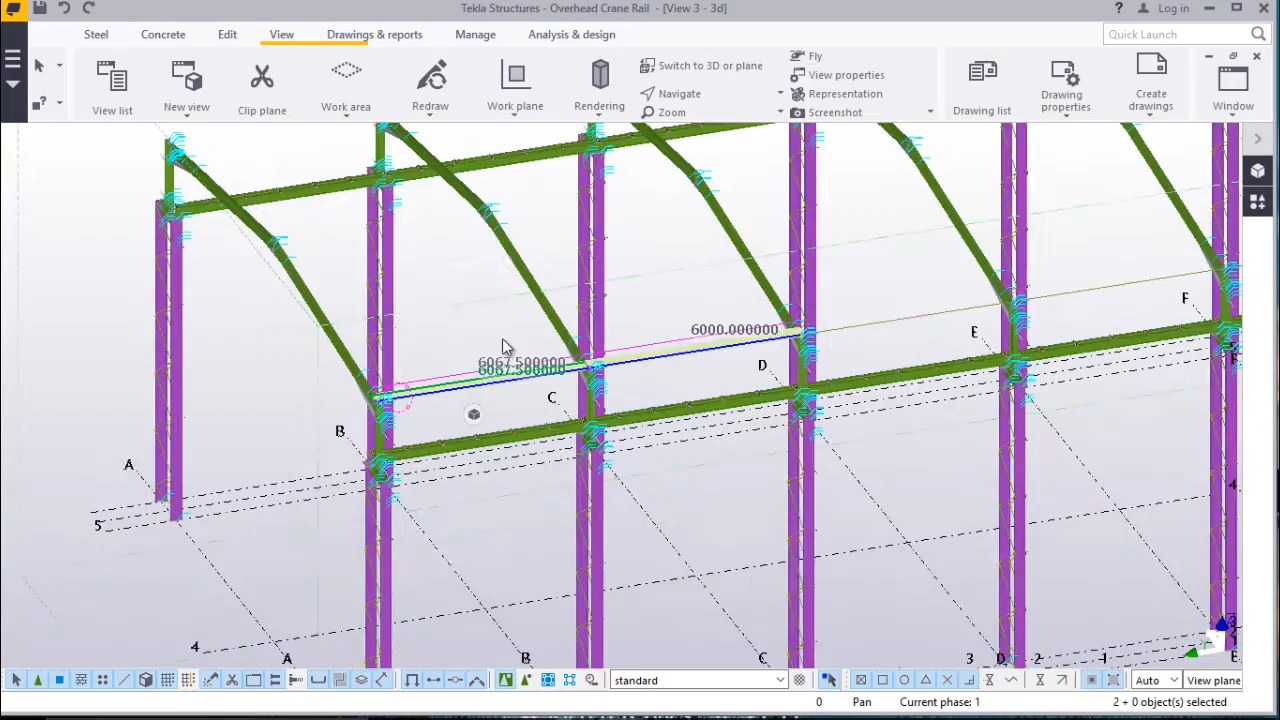 Tekla Structures - Overhead Crane Rail - [View 3 - 3d]
? Log in
Steel Concrete Edit View Drawings & reports Manage Analysis & design
Quick Launch
View list
New view
Clip plane
Work area
Redraw
Work plane
Rendering
Switch to 3D or plane
Navigate
Zoom
Fly
View properties
Representation
Screenshot
Drawing list
Drawing properties
Create drawings
Window
6000.000000
6067.500000
6067.500000
F
E
D
C
B
A
F
4
5
4
A
B
C
3
D
2
1
E
3
standard
Auto
View plane
0
Pan
Current phase: 1
2 + 0 object(s) selected